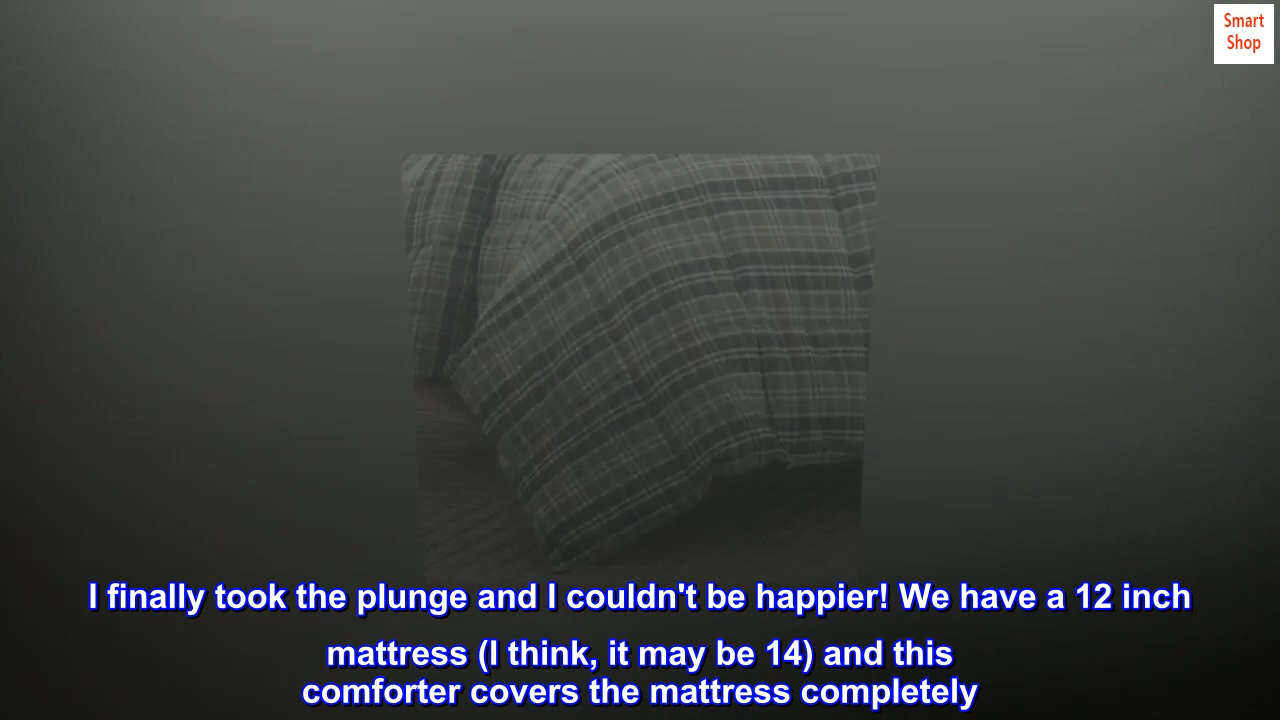 Smart
Shop
I finally took the plunge and I couldn't be happier! We have a 12 inch
mattress (I think, it may be 14) and this
comforter covers the mattress completely